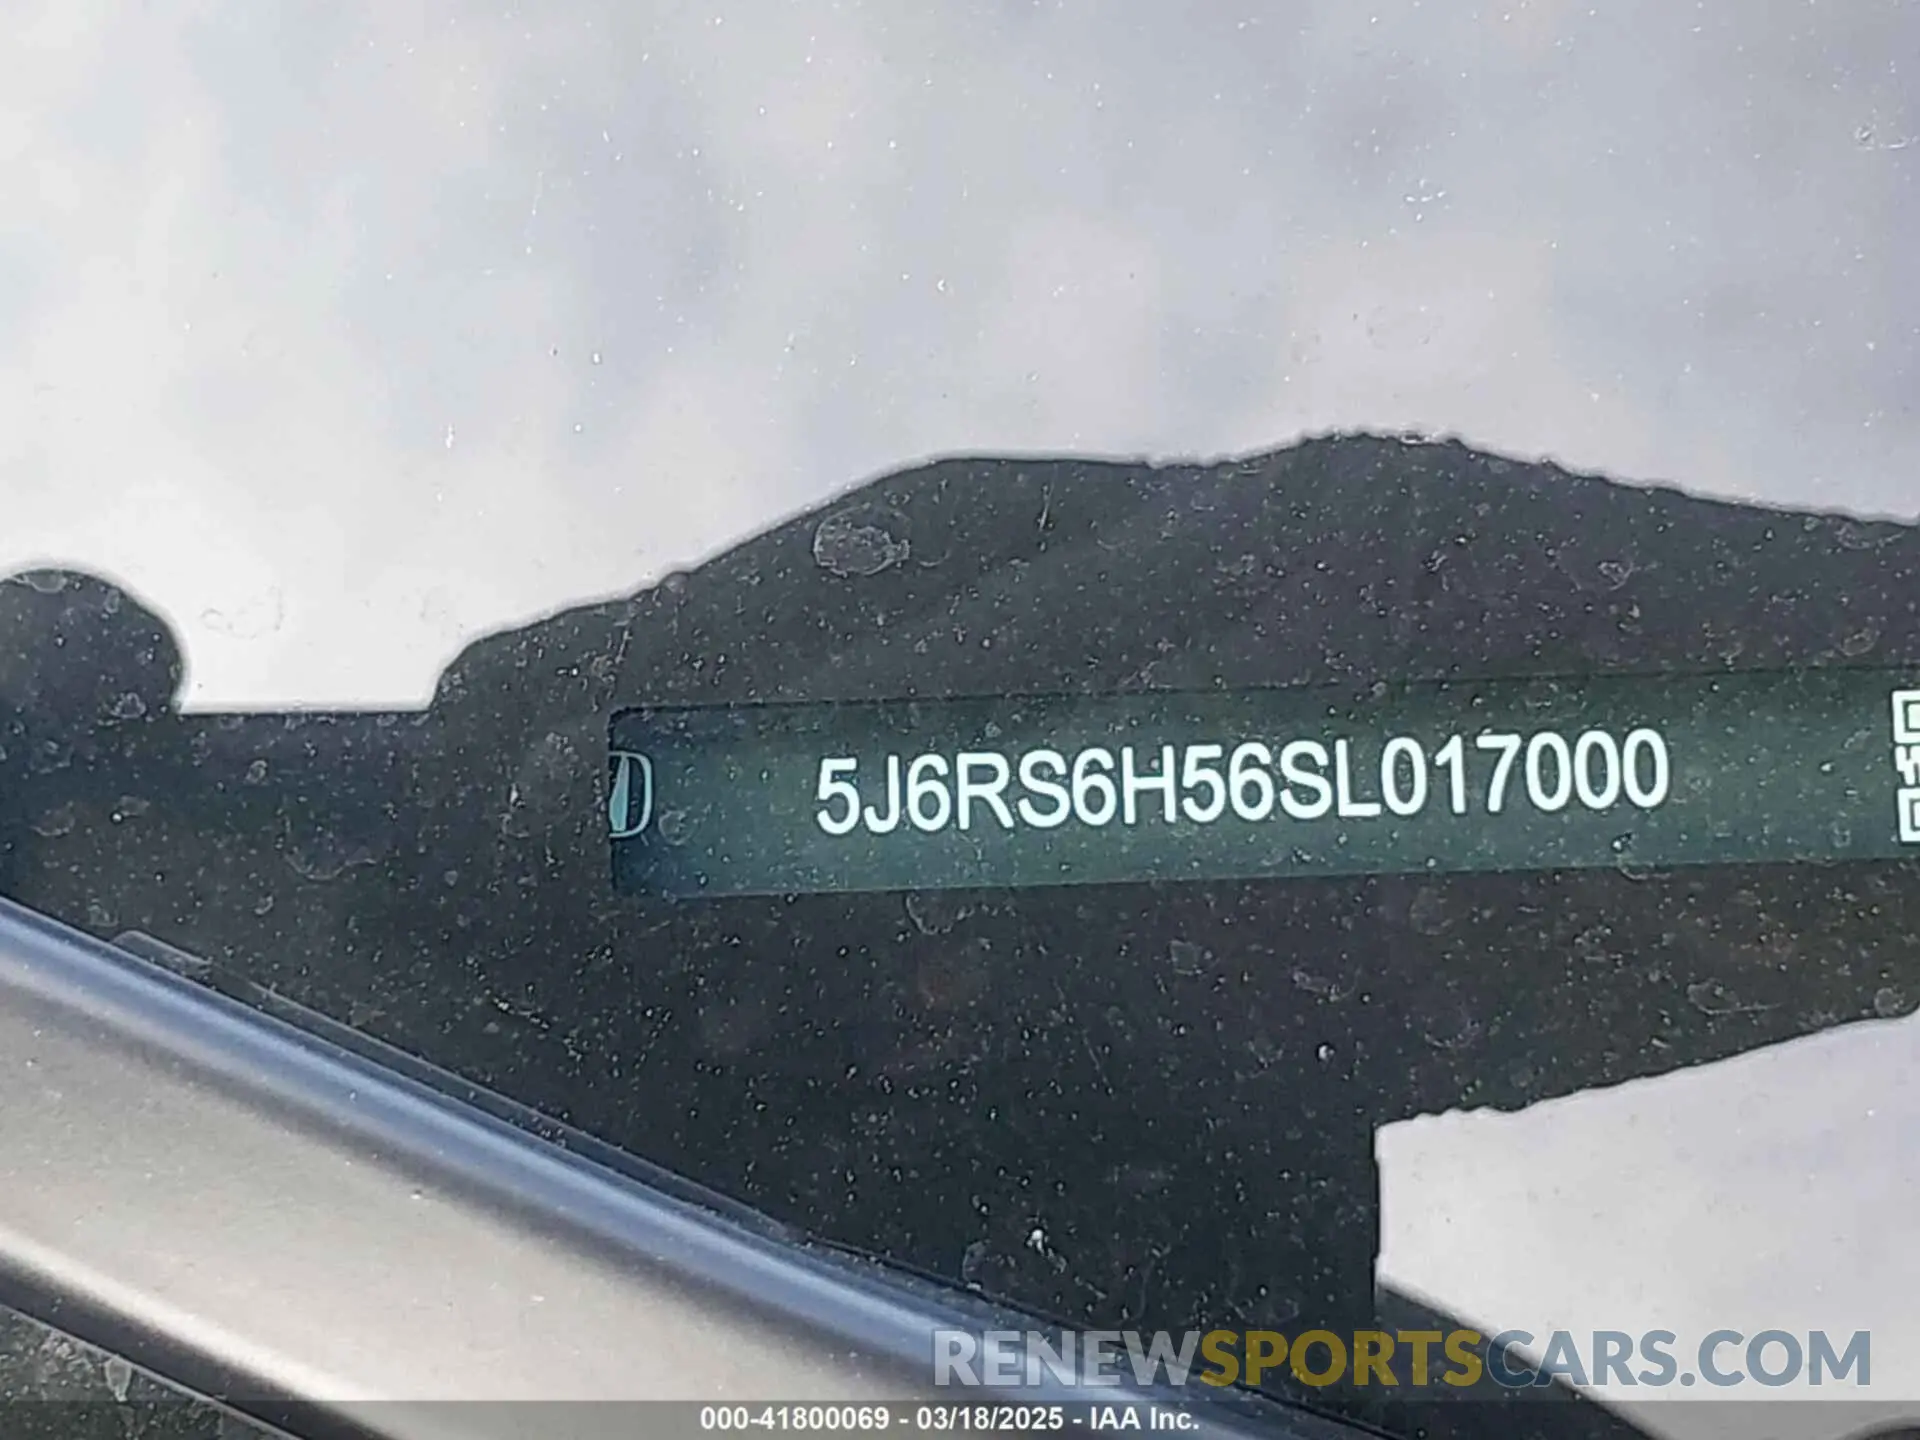 5J6RS6H56SL017000
RENEWSPORTSCARS.COM
000-41800069 - 03/18/2025 - IAA Inc.